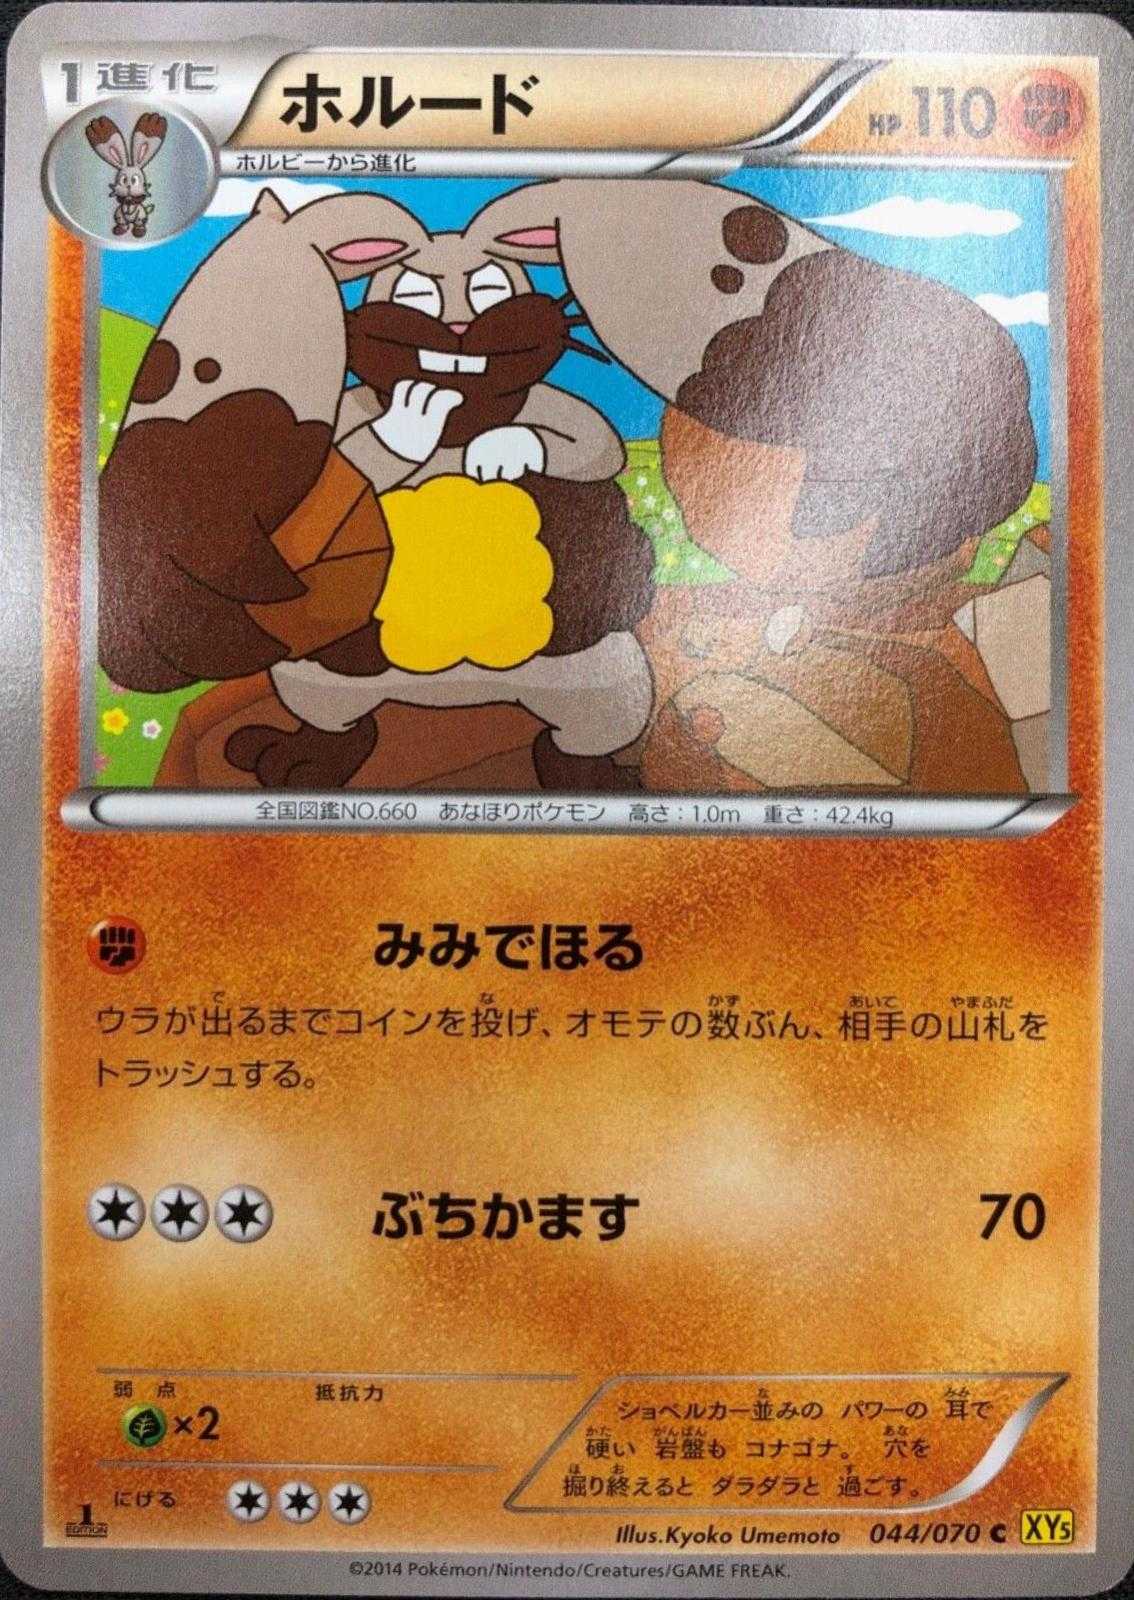 1進化
ホルード
HP110
ホルビーから進化
全国図鑑NO.660 あなほりポケモン 高さ:1.0m 重さ:42.4kg
みみでほる
ウラが出るまでコインを投げ、オモテの数ぶん、相手の山札を
トラッシュする。
ぶちかます 70
弱点 抵抗力
×2
にげる
ショベルカー並みの パワーの 耳で
硬い 岩盤も コナゴナ。 穴を
掘り終えると ダラダラと 過ごす。
1 EDITION
Illus.Kyoko Umemoto 044/070 C XY5
©2014 Pokémon/Nintendo/Creatures/GAME FREAK.